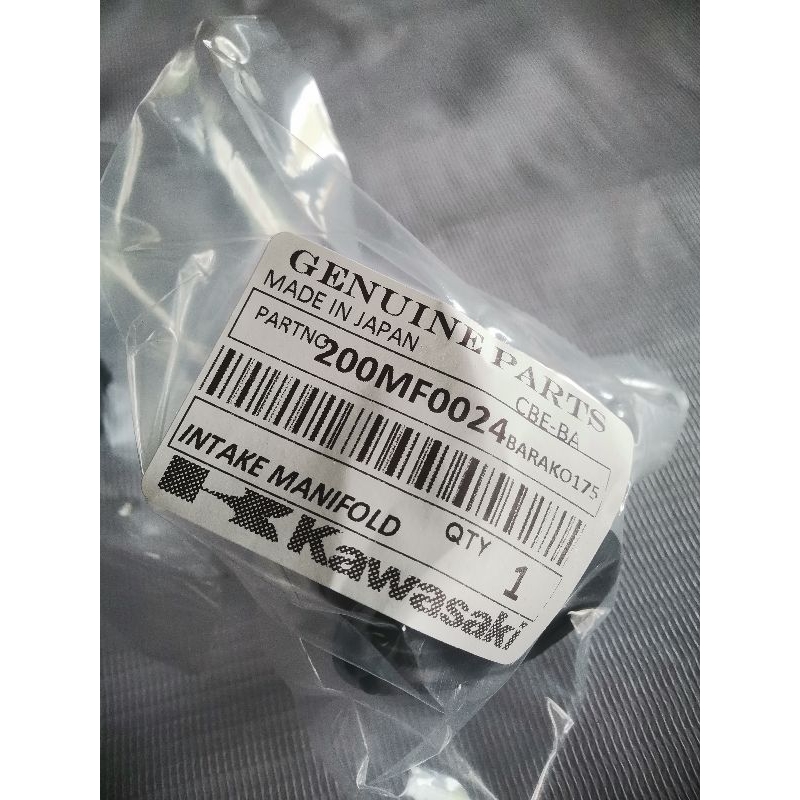 GENUINE PARTS
MADE IN JAPAN
CBE-BA
PARTNO 200MF0024 BARAKO175
INTAKE MANIFOLD QTY 1
Kawasaki